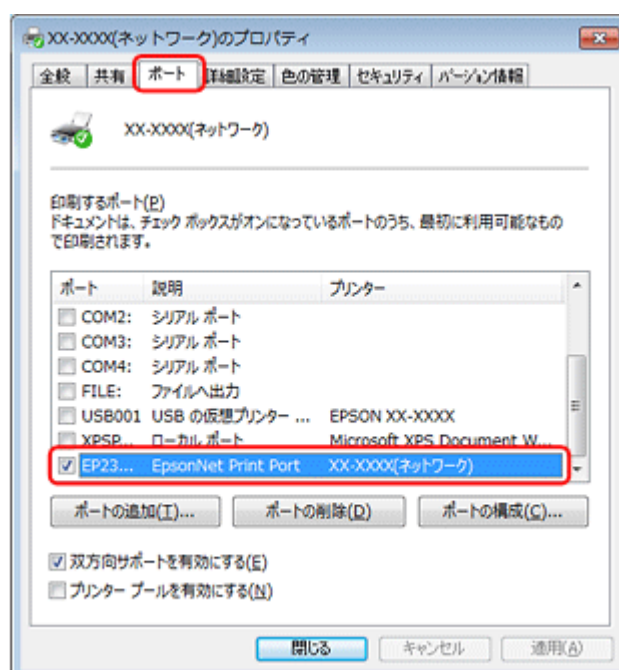 XX-XXXX(ネットワーク)のプロパティ
全般 共有 ポート 詳細設定 色の管理 セキュリティ バージョン情報
XX-XXXX(ネットワーク)
印刷するポート(P)
ドキュメントは、チェック ボックスがオンになっているポートのうち、最初に利用可能なもの
で印刷されます。
ポート 説明 プリンター
COM2: シリアル ポート
COM3: シリアル ポート
COM4: シリアル ポート
FILE: ファイルへ出力
USB001 USB の仮想プリンター ... EPSON XX-XXXX
XPSP... ローカル ポート Microsoft XPS Document W...
EP23... EpsonNet Print Port XX-XXXX(ネットワーク)
ポートの追加(T)... ポートの削除(D) ポートの構成(C)...
双方向サポートを有効にする(E)
プリンター プールを有効にする(N)
閉じる キャンセル 適用(A)